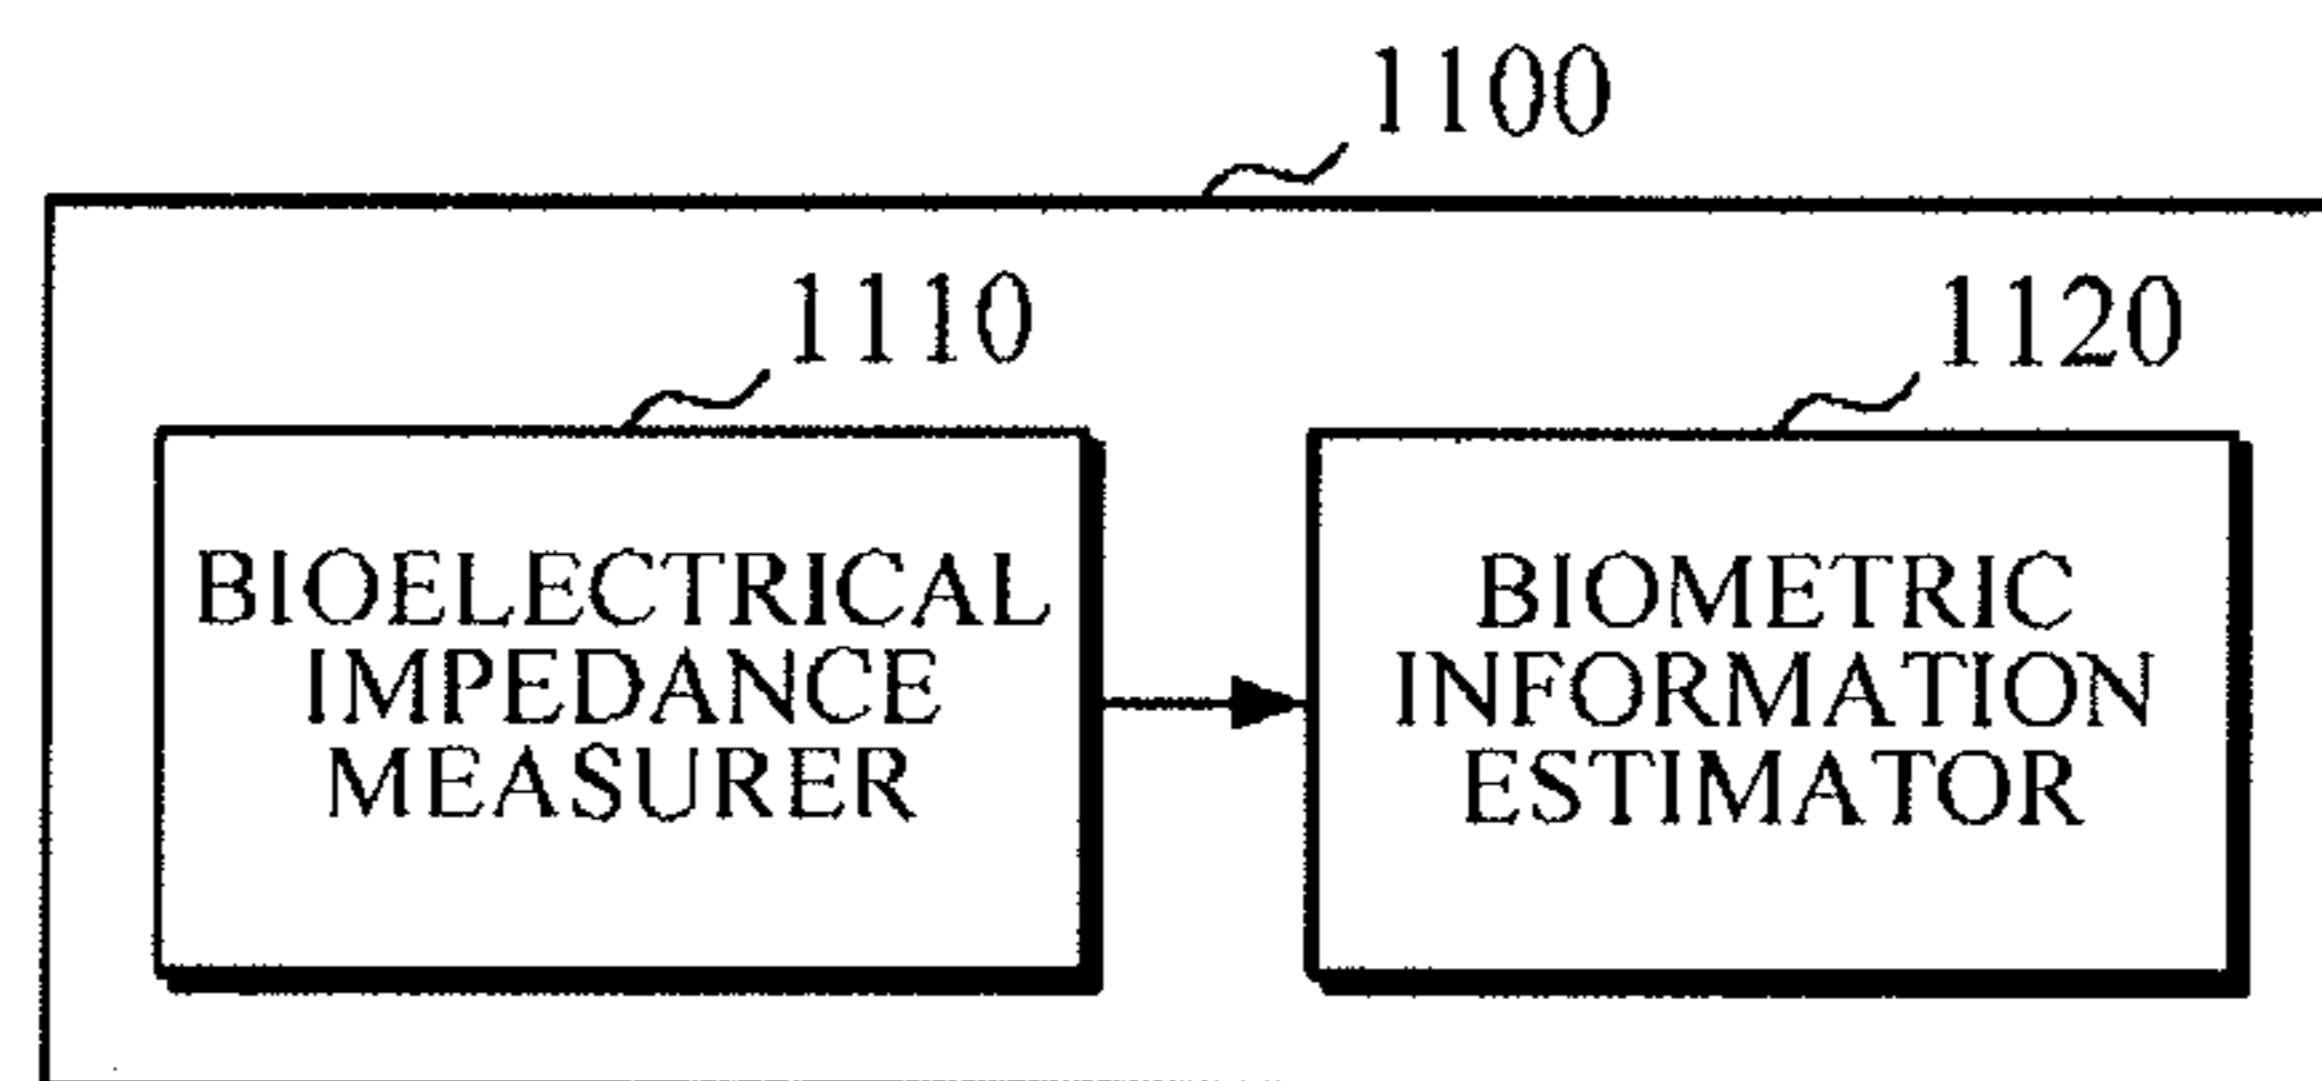 1100
1110
1120
BIOELECTRICAL
IMPEDANCE
MEASURER
BIOMETRIC
INFORMATION
ESTIMATOR